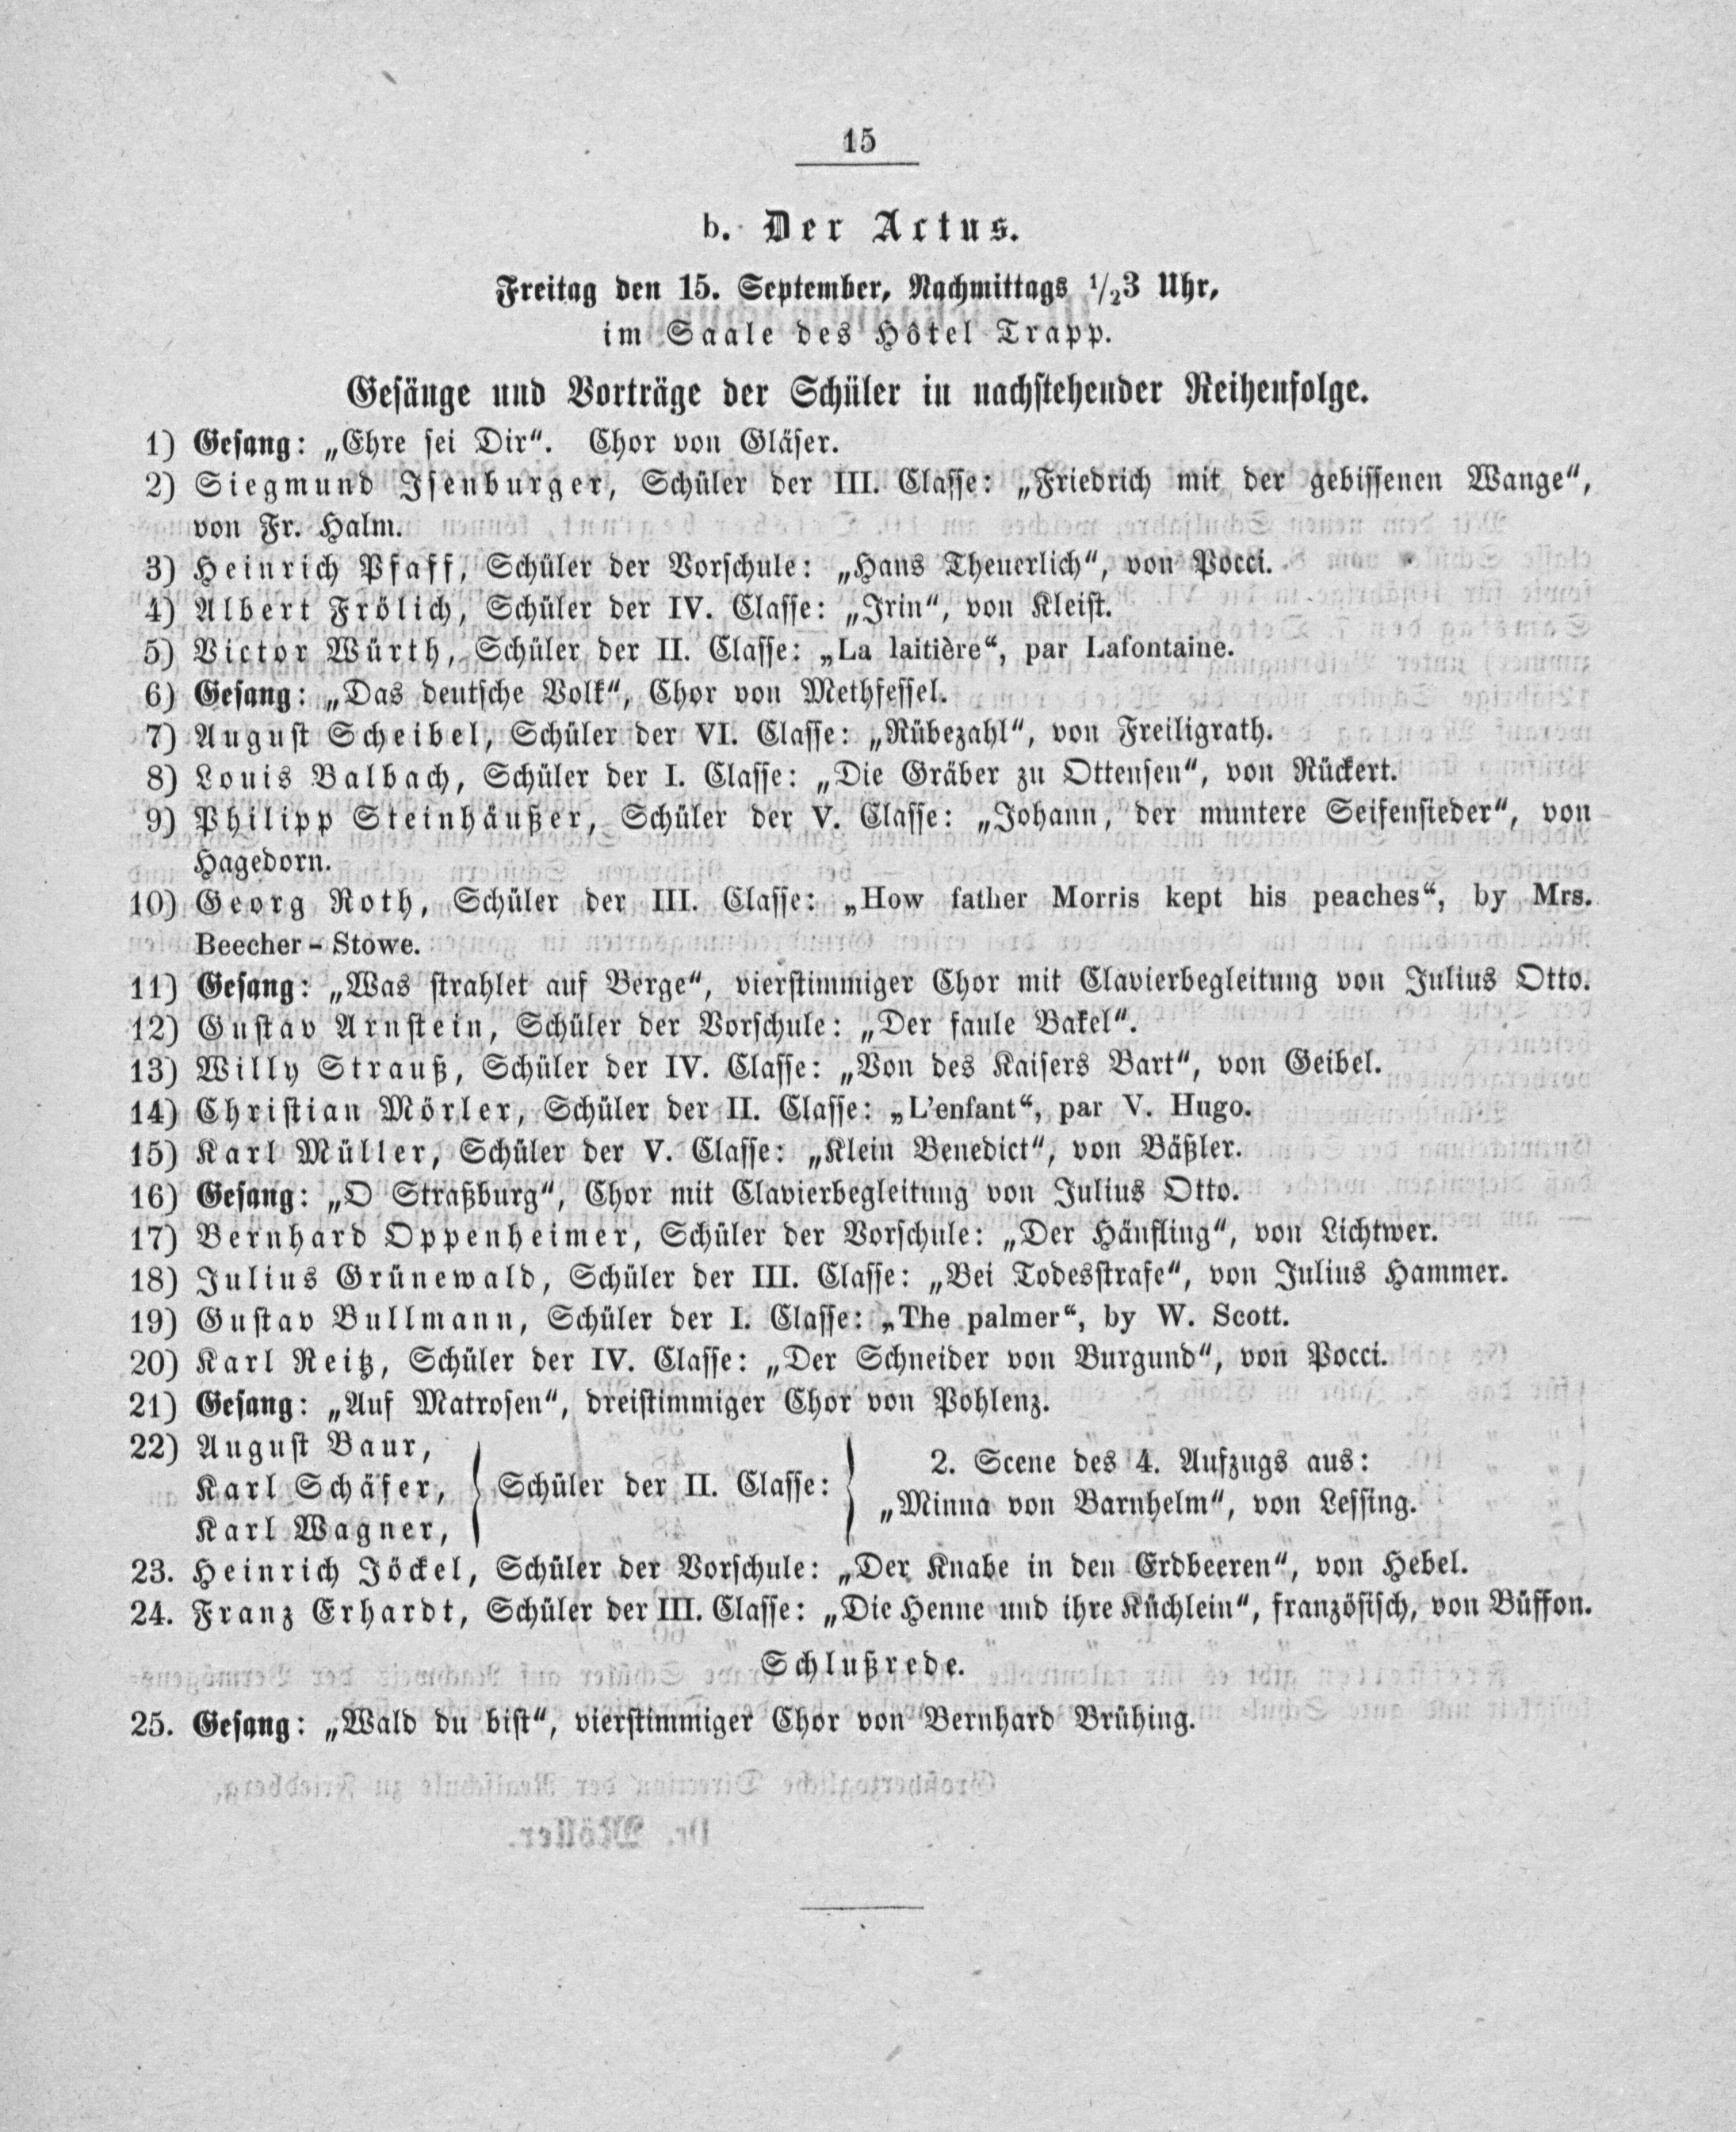 15
b. Der Actus.
Freitag den 15. September, Nachmittags 1/23 Uhr,
im Saale des Hôtel Trapp.
Gesänge und Vorträge der Schüler in nachstehender Reihenfolge.
1) Gesang: „Ehre sei Dir“. Chor von Gläser.
2) Siegmund Isenburger, Schüler der III. Classe: „Friedrich mit der gebissenen Wange“,
von Fr. Halm.
3) Heinrich Pfaff, Schüler der Vorschule: „Hans Theuerlich“, von Pocci.
4) Albert Frölich, Schüler der IV. Classe: „Irin“, von Kleist.
5) Victor Würth, Schüler der II. Classe: „La laitière“, par Lafontaine.
6) Gesang: „Das deutsche Volk“, Chor von Methfessel.
7) August Scheibel, Schüler der VI. Classe: „Rübezahl“, von Freiligrath.
8) Louis Balbach, Schüler der I. Classe: „Die Gräber zu Ottensen“, von Rückert.
9) Philipp Steinhäußer, Schüler der V. Classe: „Johann, der muntere Seifensieder“, von
Hagedorn.
10) Georg Roth, Schüler der III. Classe: „How father Morris kept his peaches“, by Mrs.
Beecher-Stowe.
11) Gesang: „Was strahlet auf Berge“, vierstimmiger Chor mit Clavierbegleitung von Julius Otto.
12) Gustav Arnstein, Schüler der Vorschule: „Der faule Bakel“.
13) Willy Strauß, Schüler der IV. Classe: „Von des Kaisers Bart“, von Geibel.
14) Christian Mörler, Schüler der II. Classe: „L'enfant“, par V. Hugo.
15) Karl Müller, Schüler der V. Classe: „Klein Benedict“, von Bäßler.
16) Gesang: „O Straßburg“, Chor mit Clavierbegleitung von Julius Otto.
17) Bernhard Oppenheimer, Schüler der Vorschule: „Der Hänfling“, von Lichtwer.
18) Julius Grünewald, Schüler der III. Classe: „Bei Todesstrafe“, von Julius Hammer.
19) Gustav Bullmann, Schüler der I. Classe: „The palmer“, by W. Scott.
20) Karl Reitz, Schüler der IV. Classe: „Der Schneider von Burgund“, von Pocci.
21) Gesang: „Auf Matrosen“, dreistimmiger Chor von Pohlenz.
22) August Baur,
Karl Schäfer,
Karl Wagner,
Schüler der II. Classe:
2. Scene des 4. Aufzugs aus:
„Minna von Barnhelm“, von Lessing.
23. Heinrich Jöckel, Schüler der Vorschule: „Der Knabe in den Erdbeeren“, von Hebel.
24. Franz Erhardt, Schüler der III. Classe: „Die Henne und ihre Küchlein“, französisch, von Büffon.
Schlußrede.
25. Gesang: „Wald du bist“, vierstimmiger Chor von Bernhard Brühing.